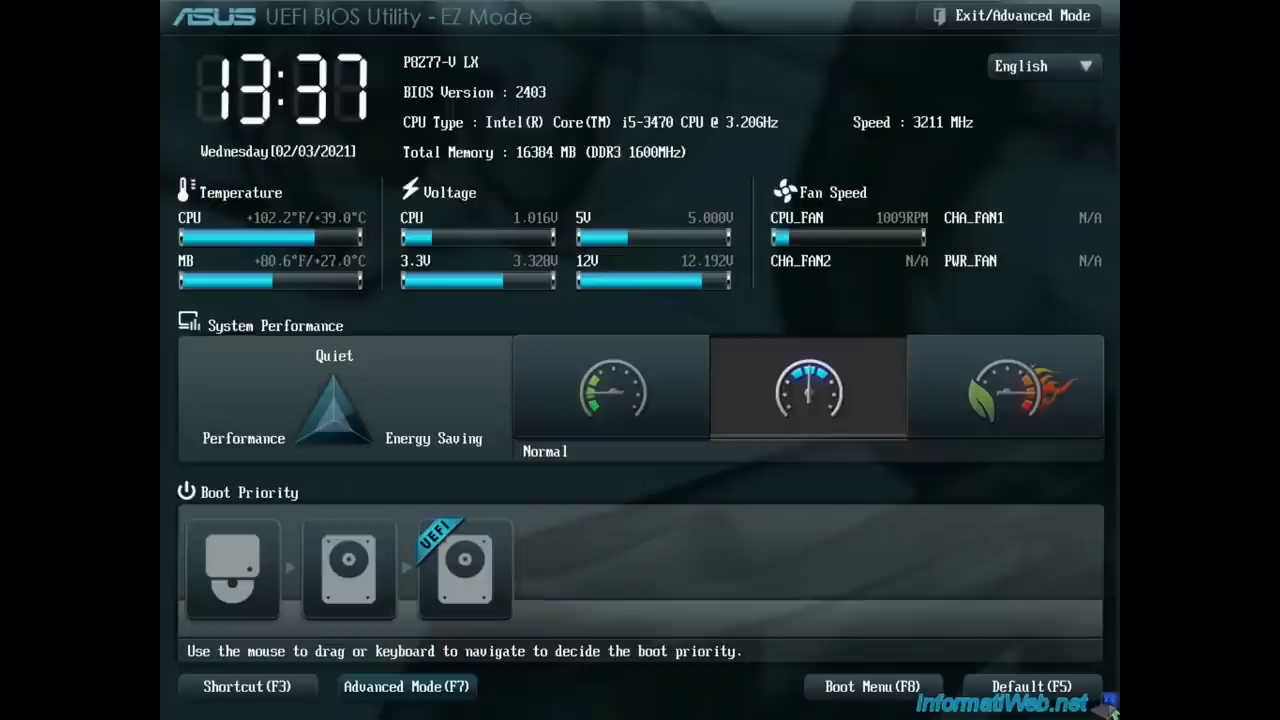 ASUS UEFI BIOS Utility - EZ Mode
Exit/Advanced Mode
13:37
Wednesday[02/03/2021]
P8Z77-V LX
BIOS Version : 2403
CPU Type : Intel(R) Core(TM) i5-3470 CPU @ 3.20GHz
Speed : 3211 MHz
Total Memory : 16384 MB (DDR3 1600MHz)
English
Temperature
CPU +102.2°F/+39.0°C
MB +80.6°F/+27.0°C
Voltage
CPU 1.016V 5V 5.000V
3.3V 3.328V 12V 12.192V
Fan Speed
CPU_FAN 1009RPM CHA_FAN1 N/A
CHA_FAN2 N/A PWR_FAN N/A
System Performance
Quiet
Performance Energy Saving
Normal
Boot Priority
UEFI
Use the mouse to drag or keyboard to navigate to decide the boot priority.
Shortcut(F3) Advanced Mode(F7) Boot Menu(F8) Default(F5)
InformatiWeb.net